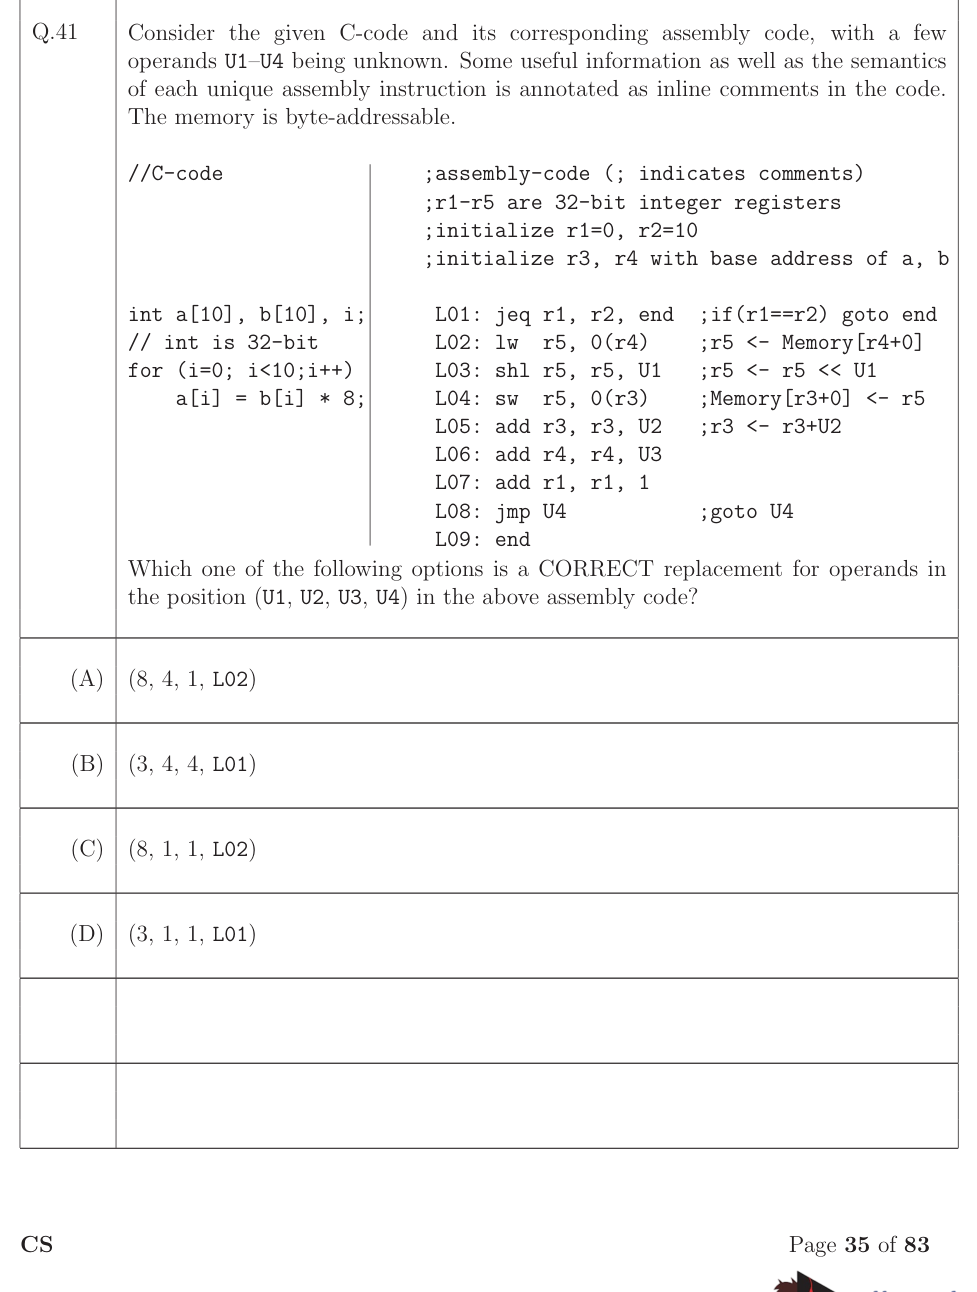 Q.41
Consider the given C-code and its corresponding assembly code, with a few
operands U1–U4 being unknown. Some useful information as well as the semantics
of each unique assembly instruction is annotated as inline comments in the code.
The memory is byte-addressable.
//C-code ;assembly-code (; indicates comments)
;r1-r5 are 32-bit integer registers
;initialize r1=0, r2=10
;initialize r3, r4 with base address of a, b
int a[10], b[10], i; L01: jeq r1, r2, end ;if(r1==r2) goto end
// int is 32-bit L02: lw r5, 0(r4) ;r5 <- Memory[r4+0]
for (i=0; i<10;i++) L03: shl r5, r5, U1 ;r5 <- r5 << U1
a[i] = b[i] * 8; L04: sw r5, 0(r3) ;Memory[r3+0] <- r5
L05: add r3, r3, U2 ;r3 <- r3+U2
L06: add r4, r4, U3
L07: add r1, r1, 1
L08: jmp U4 ;goto U4
L09: end
Which one of the following options is a CORRECT replacement for operands in
the position (U1, U2, U3, U4) in the above assembly code?
(A) (8, 4, 1, L02)
(B) (3, 4, 4, L01)
(C) (8, 1, 1, L02)
(D) (3, 1, 1, L01)
CS Page 35 of 83